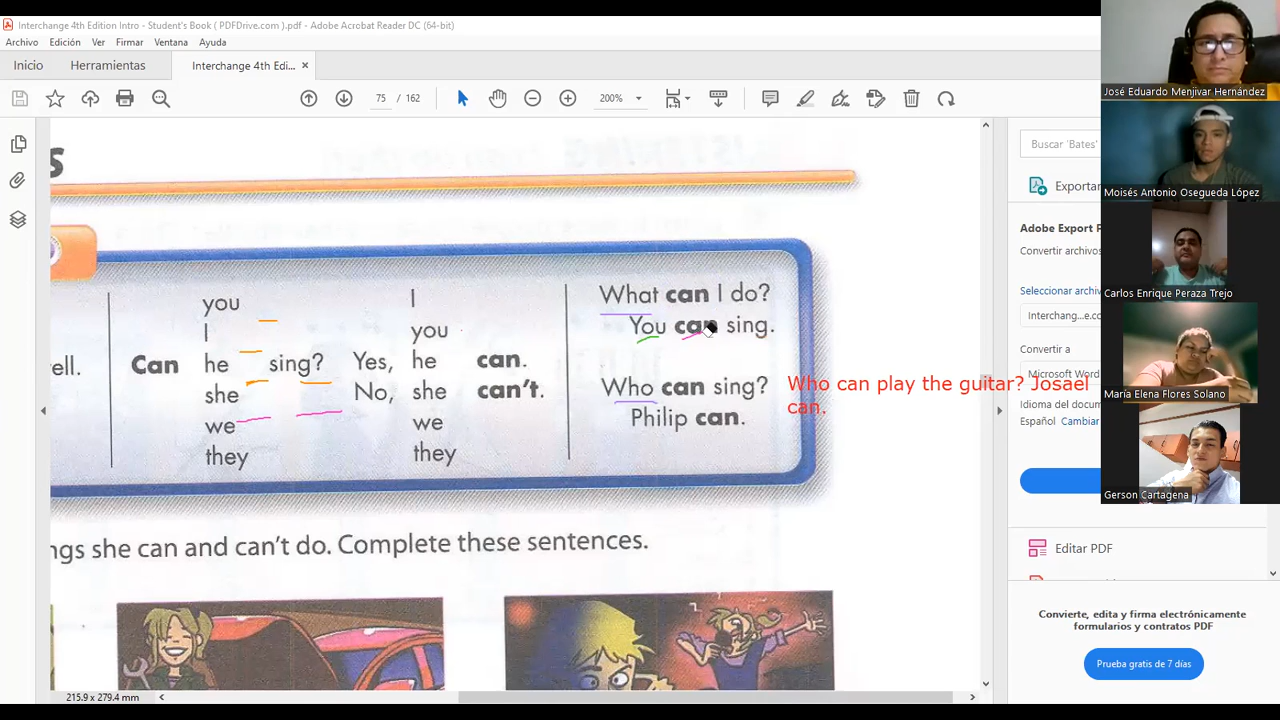 Interchange 4th Edition Intro - Student's Book ( PDFDrive.com ).pdf - Adobe Acrobat Reader DC (64-bit)
Archivo Edición Ver Firmar Ventana Ayuda
Inicio Herramientas Interchange 4th Edi... ×
75 / 162 200%
S
you
I
he
she
we
they
ell.
Can
sing?
Yes,
No,
I
you
he
she
we
they
can.
can't.
What can I do?
You can sing.
Who can sing?
Philip can.
Who can play the guitar? Josael
can.
ngs she can and can't do. Complete these sentences.
215.9 x 279.4 mm
Buscar 'Bates'
Exportar
Adobe Export P
Convertir archivos
Seleccionar archivo
Interchang...e.co
Convertir a
Microsoft Word
Idioma del docum
Español Cambiar
Editar PDF
Convierte, edita y firma electrónicamente
formularios y contratos PDF
Prueba gratis de 7 días
José Eduardo Menjivar Hernández
Moisés Antonio Osegueda López
Carlos Enrique Peraza Trejo
María Elena Flores Solano
Gerson Cartagena